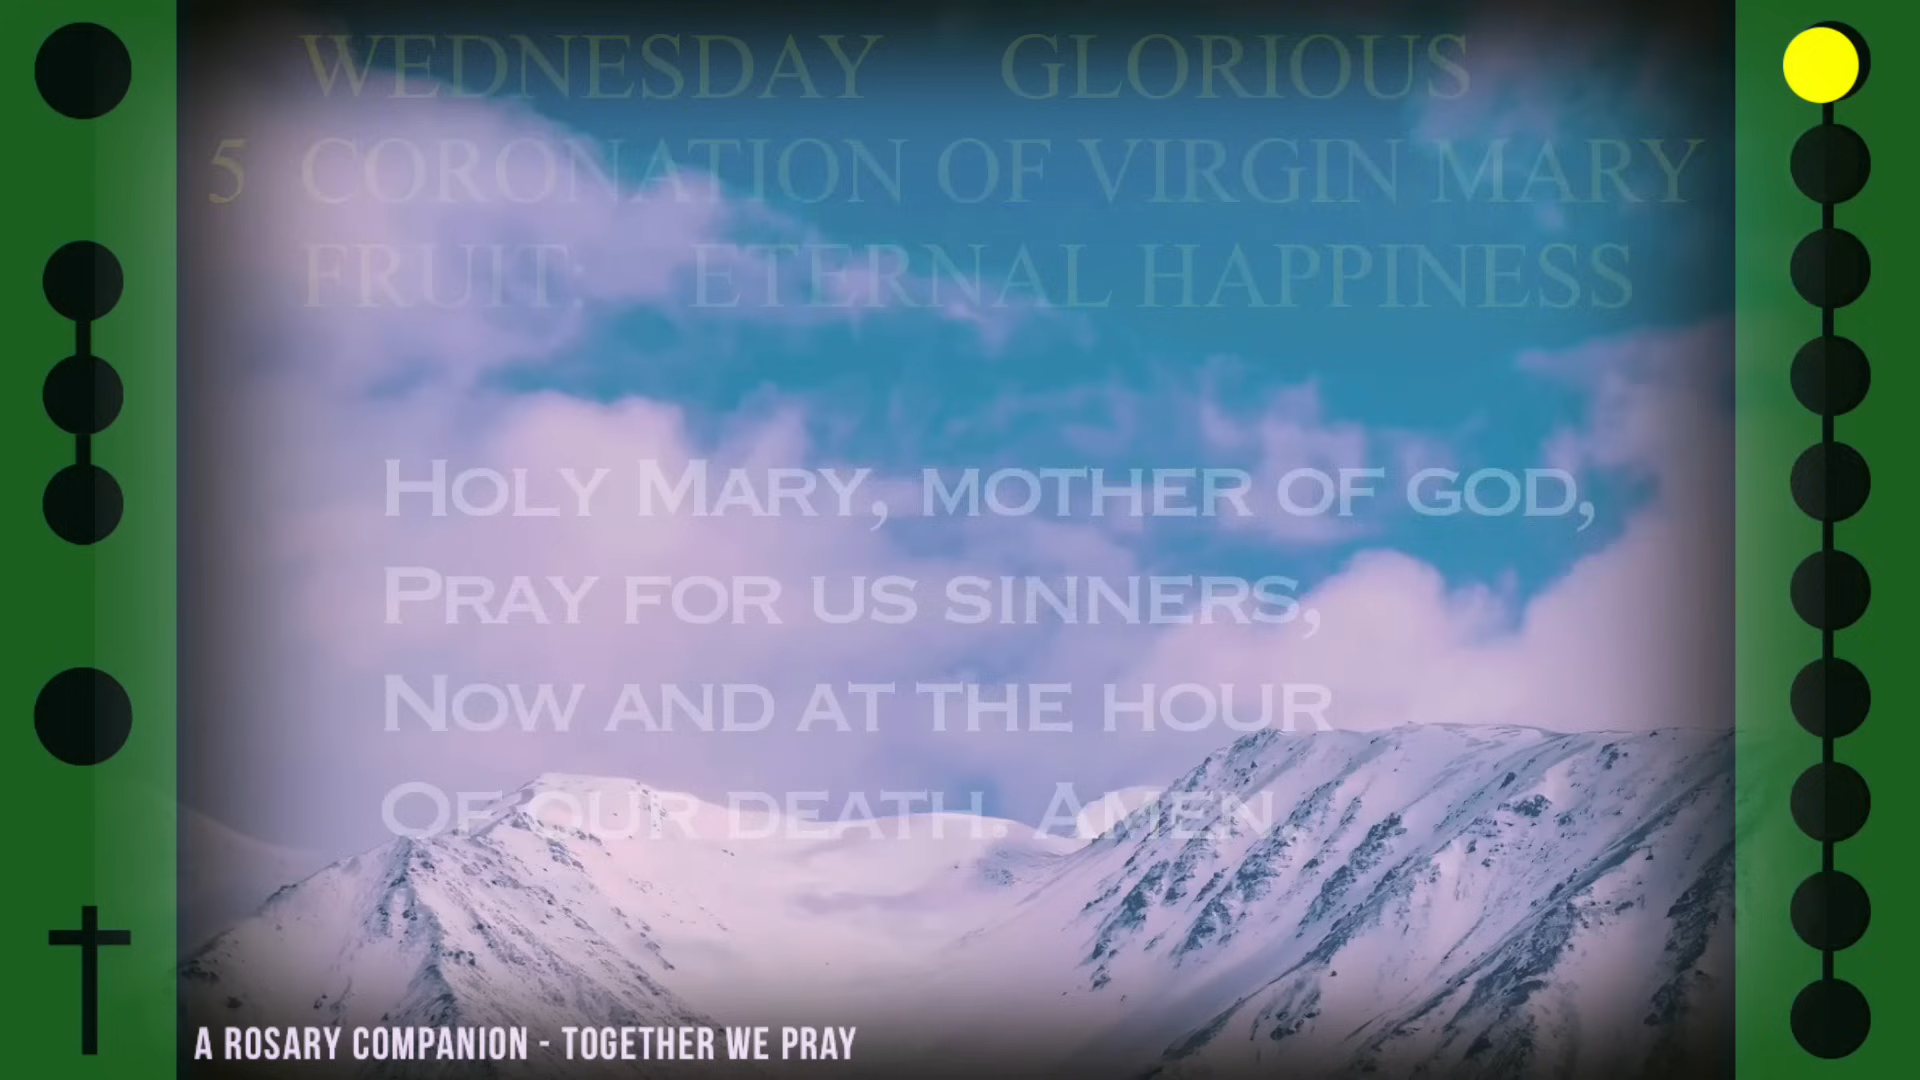 WEDNESDAY GLORIOUS
5 CORONATION OF VIRGIN MARY
FRUIT: ETERNAL HAPPINESS
HOLY MARY, MOTHER OF GOD,
PRAY FOR US SINNERS,
NOW AND AT THE HOUR
OF OUR DEATH. AMEN.
A ROSARY COMPANION - TOGETHER WE PRAY